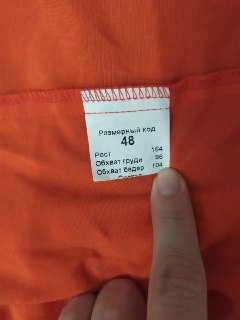 Размерный код
48
Рост 164
Обхват груди 96
Обхват бедер 104